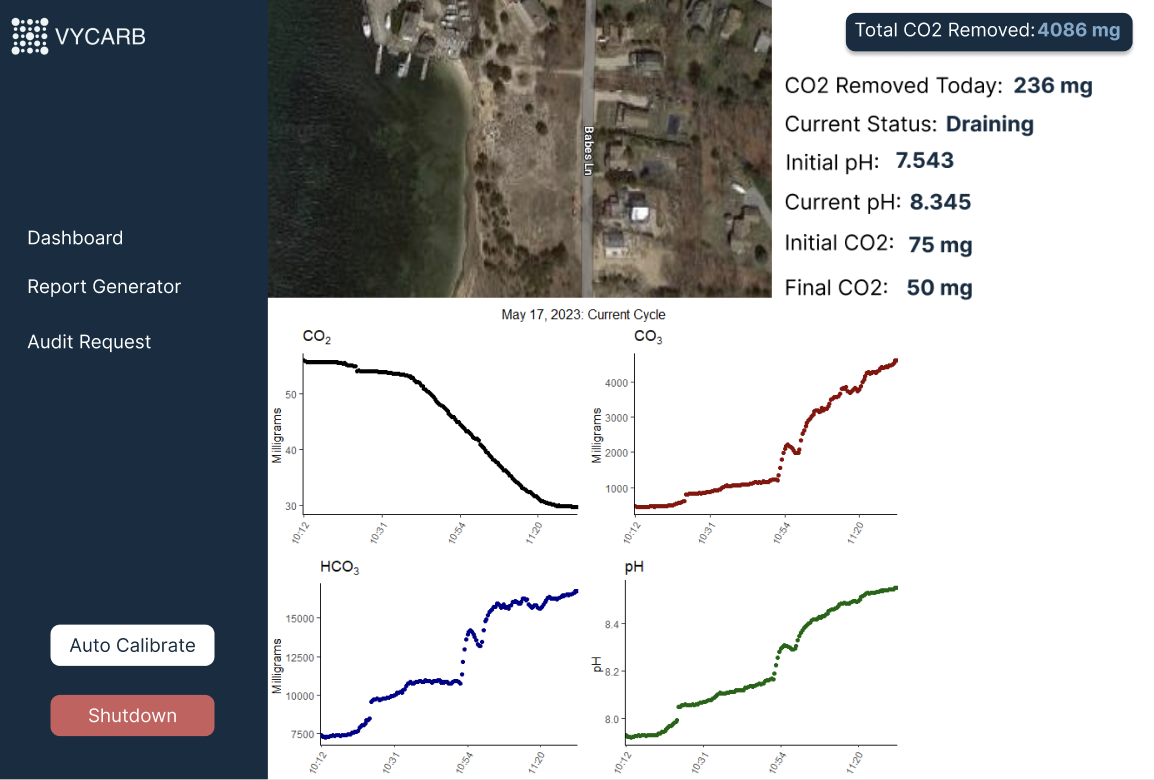 VYCARB
Dashboard
Report Generator
Audit Request
Auto Calibrate
Shutdown
Babes Ln
Total CO2 Removed: 4086 mg
CO2 Removed Today: 236 mg
Current Status: Draining
Initial pH: 7.543
Current pH: 8.345
Initial CO2: 75 mg
Final CO2: 50 mg
May 17, 2023: Current Cycle
CO₂
Milligrams
50
40
30
10:12 10:31 10:54 11:20
CO₃
Milligrams
4000
3000
2000
1000
10:12 10:31 10:54 11:20
HCO₃
Milligrams
15000
12500
10000
7500
10:12 10:31 10:54 11:20
pH
pH
8.4
8.2
8.0
10:12 10:31 10:54 11:20